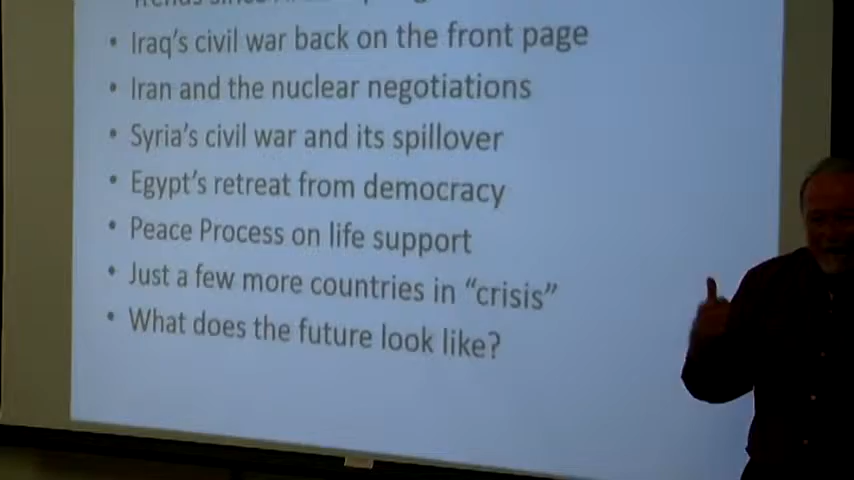 • Iraq's civil war back on the front page
• Iran and the nuclear negotiations
• Syria's civil war and its spillover
• Egypt's retreat from democracy
• Peace Process on life support
• Just a few more countries in “crisis”
• What does the future look like?